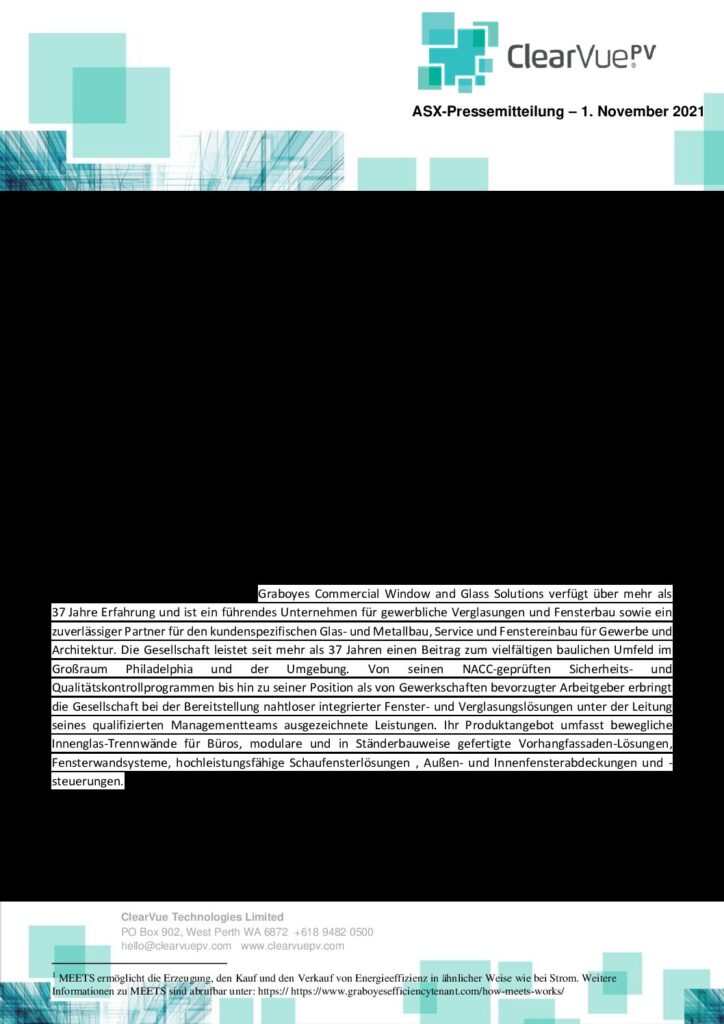 ClearVuePV
ASX-Pressemitteilung – 1. November 2021
Graboyes Commercial Window and Glass Solutions verfügt über mehr als
37 Jahre Erfahrung und ist ein führendes Unternehmen für gewerbliche Verglasungen und Fensterbau sowie ein
zuverlässiger Partner für den kundenspezifischen Glas- und Metallbau, Service und Fenstereinbau für Gewerbe und
Architektur. Die Gesellschaft leistet seit mehr als 37 Jahren einen Beitrag zum vielfältigen baulichen Umfeld im
Großraum Philadelphia und der Umgebung. Von seinen NACC-geprüften Sicherheits- und
Qualitätskontrollprogrammen bis hin zu seiner Position als von Gewerkschaften bevorzugter Arbeitgeber erbringt
die Gesellschaft bei der Bereitstellung nahtloser integrierter Fenster- und Verglasungslösungen unter der Leitung
seines qualifizierten Managementteams ausgezeichnete Leistungen. Ihr Produktangebot umfasst bewegliche
Innenglas-Trennwände für Büros, modulare und in Ständerbauweise gefertigte Vorhangfassaden-Lösungen,
Fensterwandsysteme, hochleistungsfähige Schaufensterlösungen , Außen- und Innenfensterabdeckungen und -
steuerungen.
ClearVue Technologies Limited
PO Box 902, West Perth WA 6872 +618 9482 0500
hello@clearvuepv.com www.clearvuepv.com
1 MEETS ermöglicht die Erzeugung, den Kauf und den Verkauf von Energieeffizienz in ähnlicher Weise wie bei Strom. Weitere
Informationen zu MEETS sind abrufbar unter: https:// https://www.graboyesefficiencytenant.com/how-meets-works/